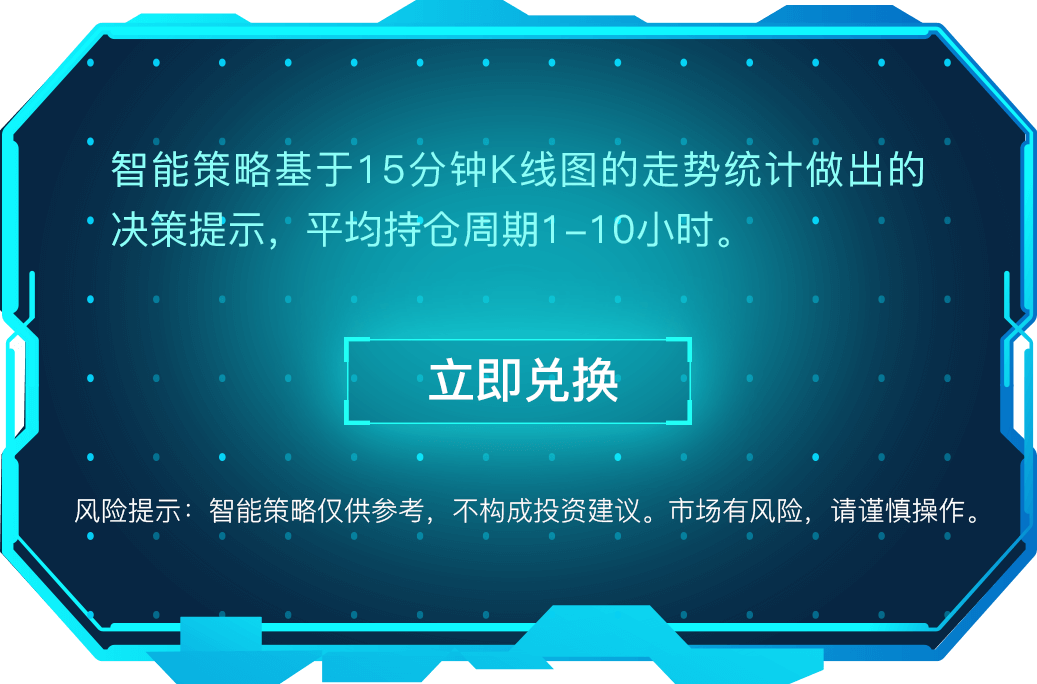 智能策略基于15分钟K线图的走势统计做出的
决策提示，平均持仓周期1-10小时。
立即兑换
风险提示：智能策略仅供参考，不构成投资建议。市场有风险，请谨慎操作。